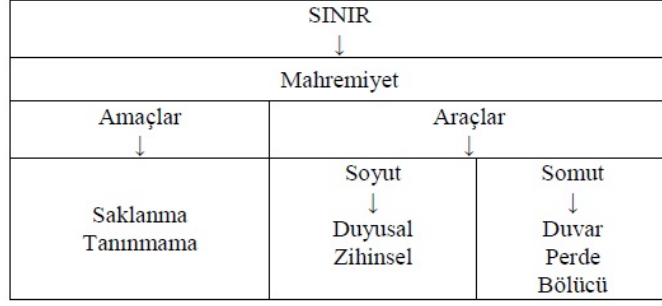 SINIR
↓
Mahremiyet
Amaçlar
↓
Araçlar
↓
Saklanma
Tanınmama
Soyut
↓
Duyusal
Zihinsel
Somut
↓
Duvar
Perde
Bölücü